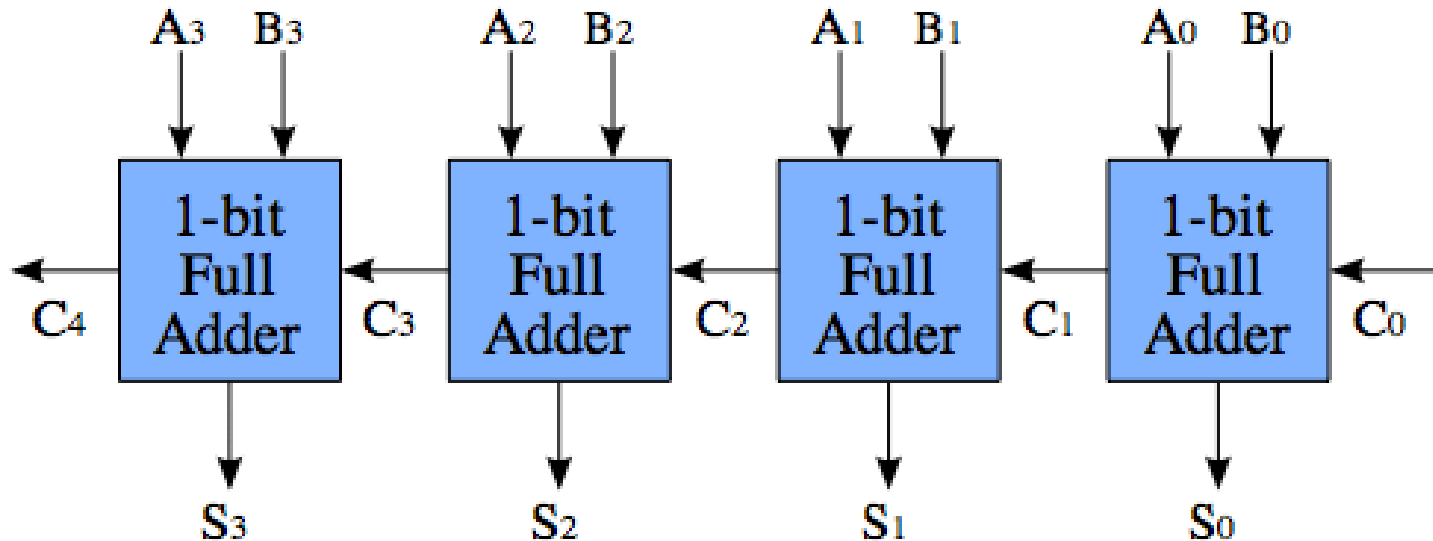 A3 B3 A2 B2 A1 B1 A0 B0
1-bit Full Adder
1-bit Full Adder
1-bit Full Adder
1-bit Full Adder
C4 C3 C2 C1 C0
S3 S2 S1 S0